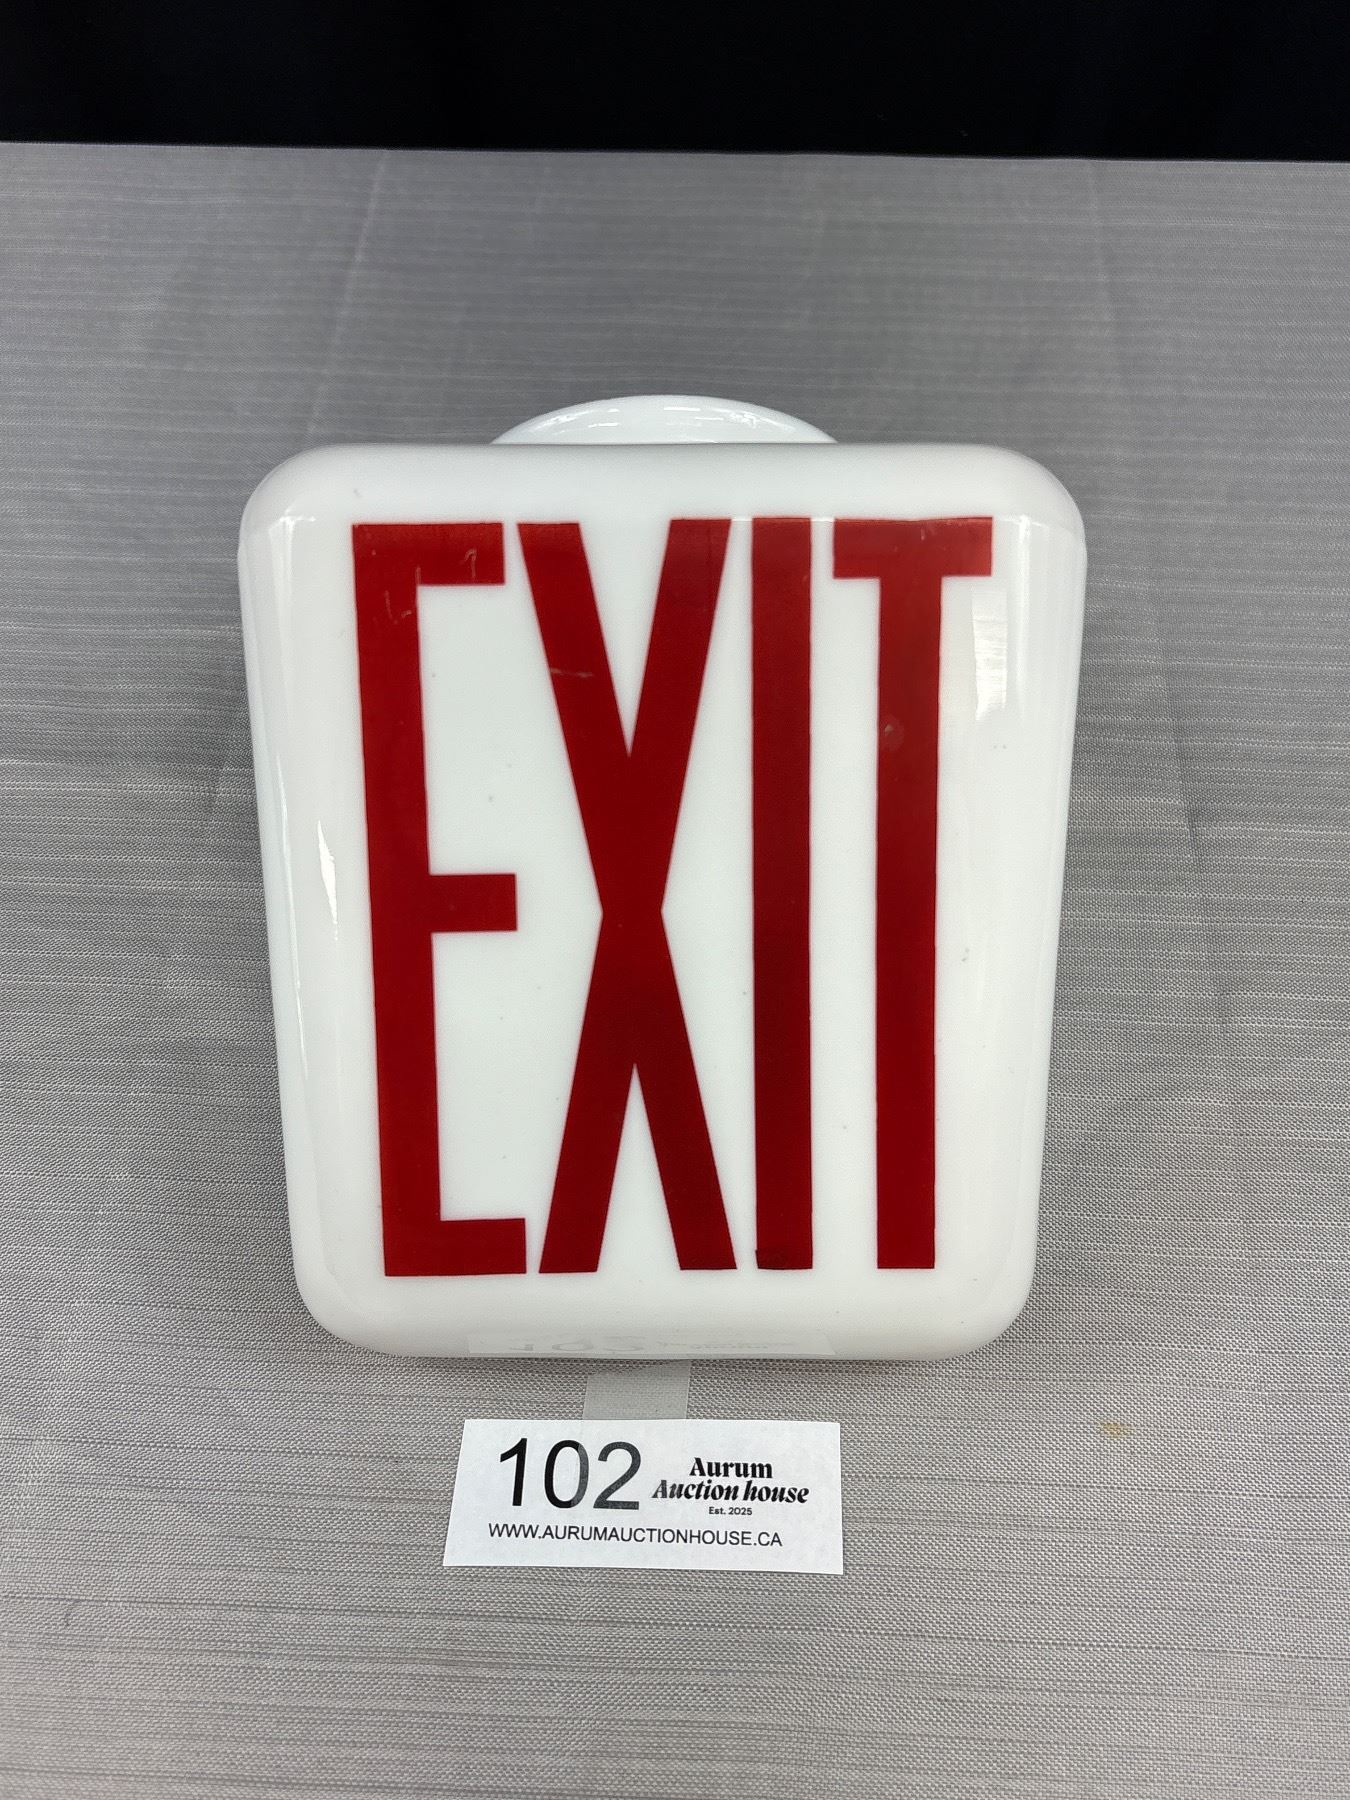 EXIT
102
Aurum
Auction house
Est. 2025
WWW.AURUMAUCTIONHOUSE.CA